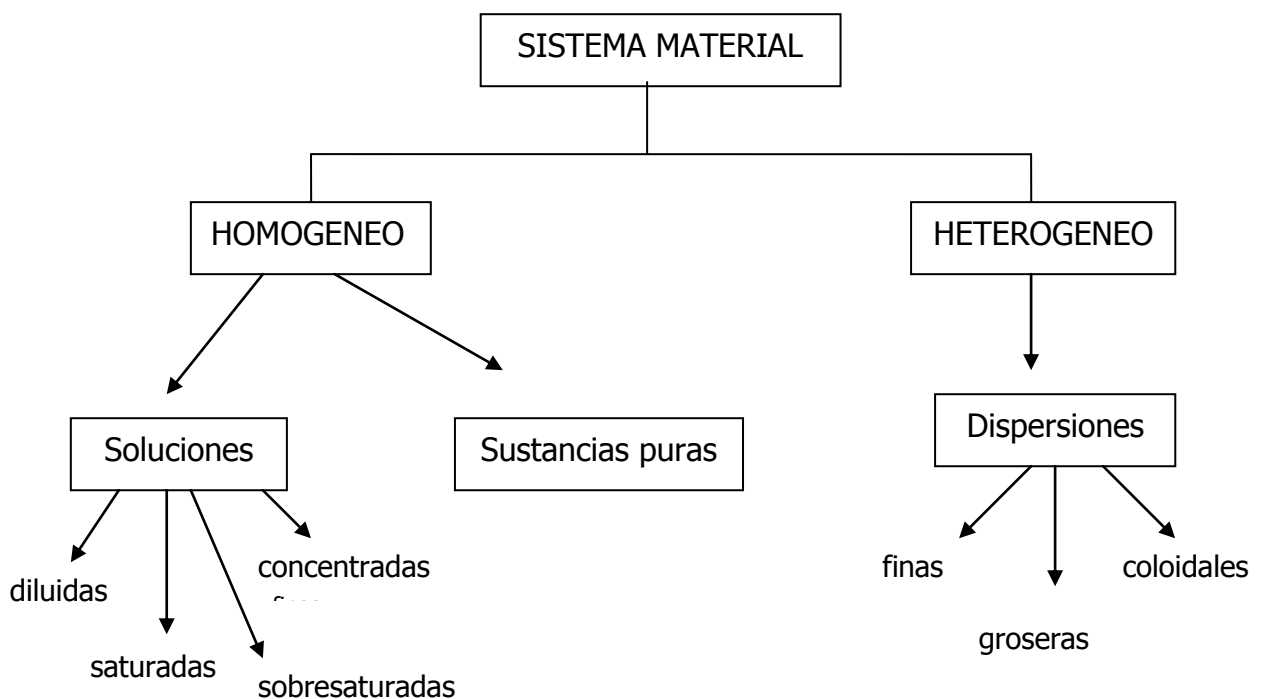 SISTEMA MATERIAL
HOMOGENEO
HETEROGENEO
Soluciones
Sustancias puras
Dispersiones
diluidas
concentradas
saturadas
sobresaturadas
finas
coloidales
groseras